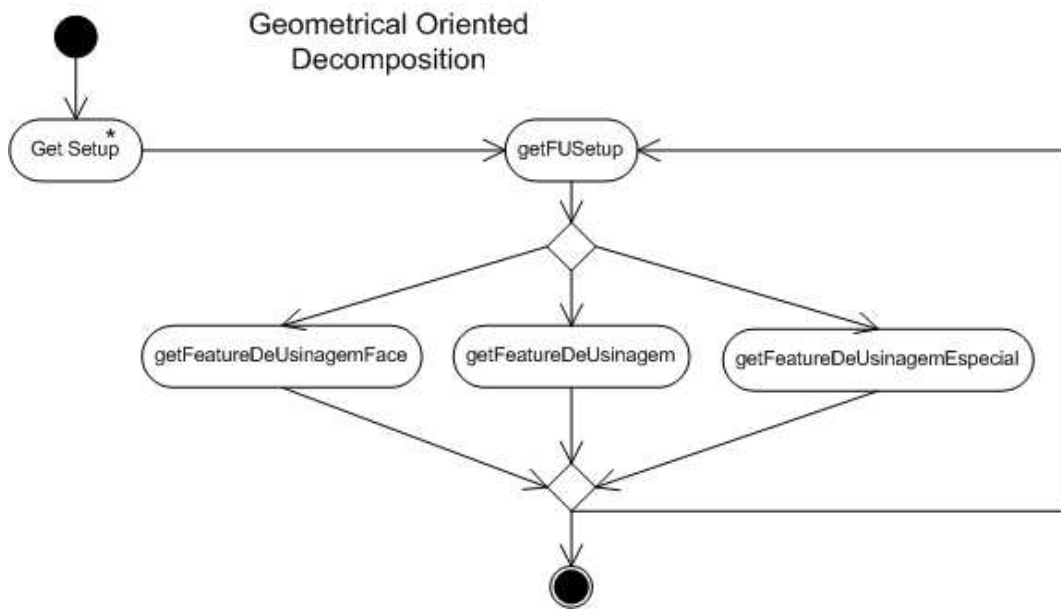 Geometrical Oriented
Decomposition
Get Setup*
getFUSetup
getFeatureDeUsinagemFace
getFeatureDeUsinagem
getFeatureDeUsinagemEspecial